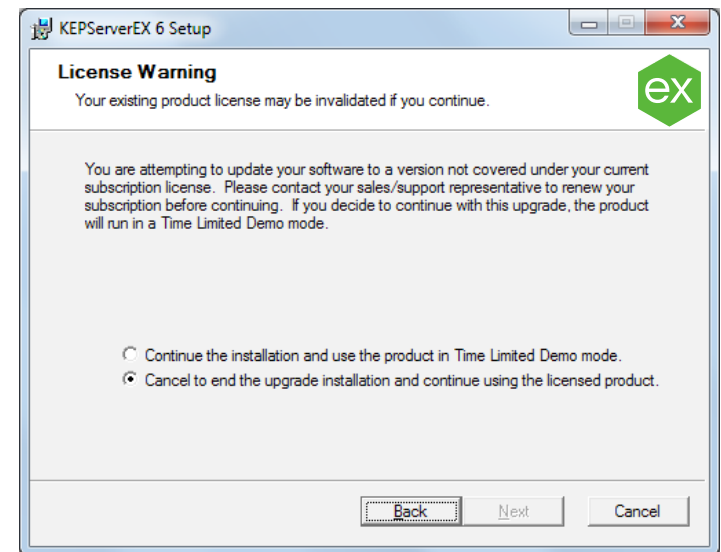 KEPServerEX 6 Setup
License Warning
Your existing product license may be invalidated if you continue.
ex
You are attempting to update your software to a version not covered under your current
subscription license.  Please contact your sales/support representative to renew your
subscription before continuing.  If you decide to continue with this upgrade, the product
will run in a Time Limited Demo mode.
Continue the installation and use the product in Time Limited Demo mode.
Cancel to end the upgrade installation and continue using the licensed product.
Back
Next
Cancel